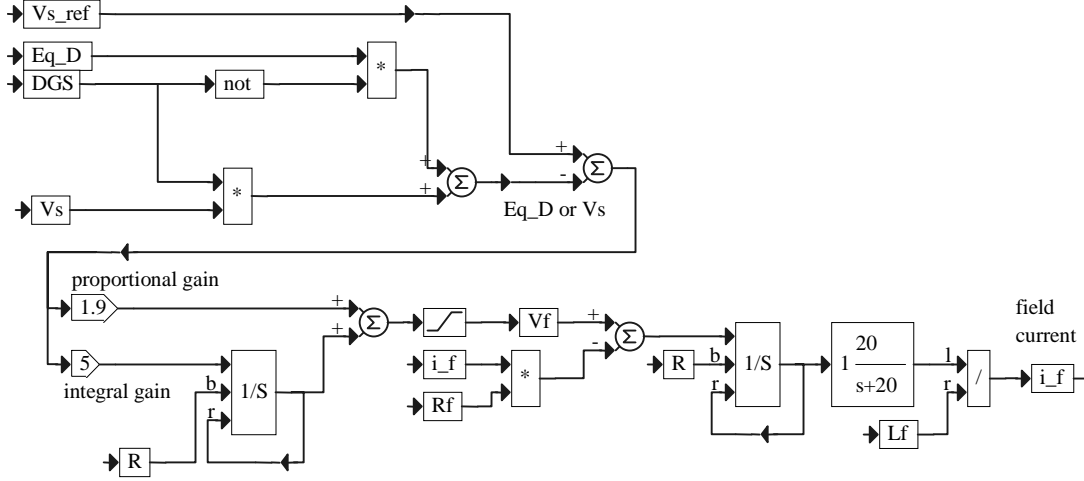 Vs_ref
Eq_D
*
DGS
not
+
+
Σ
-
Σ
*
+
Vs
Eq_D or Vs
proportional gain
1.9
+
Σ
+
5
integral gain
b
1/S
r
R
Vf
+
Σ
-
i_f
*
Rf
R
b
1/S
r
1
20
s+20
l
/
r
Lf
field
current
i_f